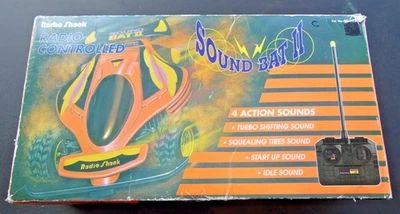 Radio Shack
RADIO
CONTROLLED
SOUND BAT II
4 ACTION SOUNDS
• TURBO SHIFTING SOUND
• SQUEALING TIRES SOUND
• START UP SOUND
• IDLE SOUND
Radio Shack